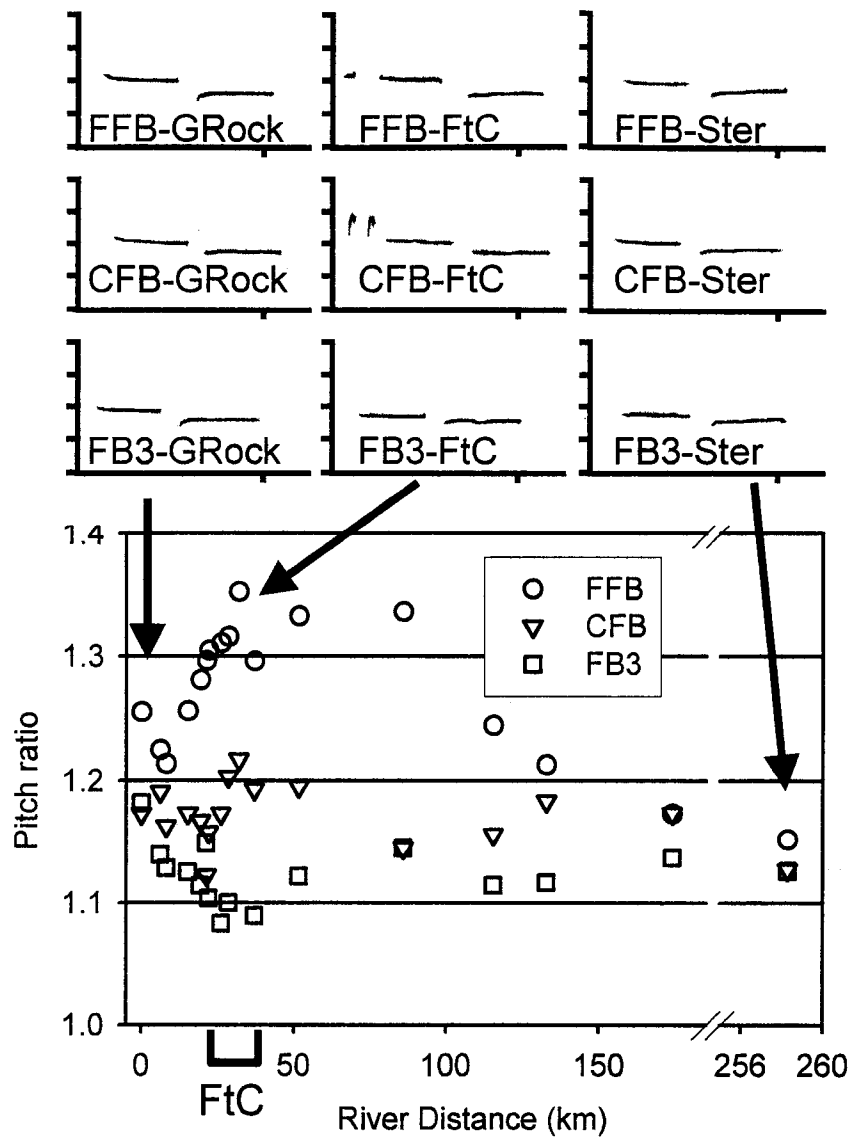 FFB-GRock
FFB-FtC
FFB-Ster
CFB-GRock
CFB-FtC
CFB-Ster
FB3-GRock
FB3-FtC
FB3-Ster
1.4
1.3
1.2
1.1
1.0
Pitch ratio
FFB
CFB
FB3
0
50
100
150
256
260
FtC
River Distance (km)